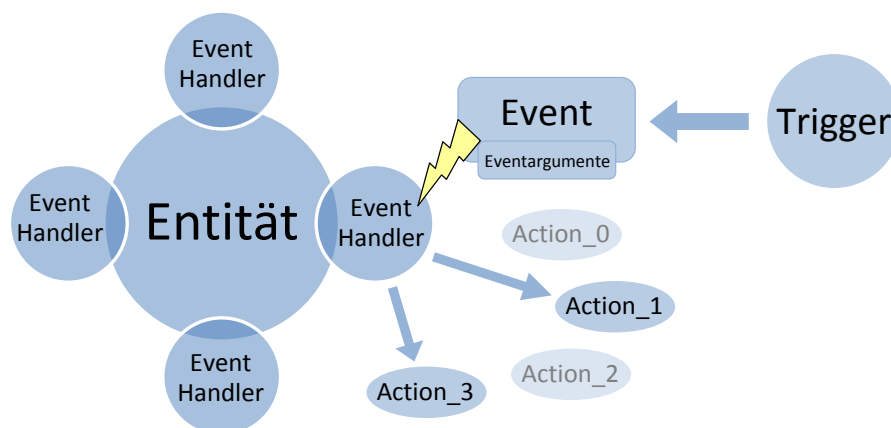 Event
Handler
Event
Trigger
Eventargumente
Event
Handler
Entität
Event
Handler
Action_0
Action_1
Event
Handler
Action_2
Action_3